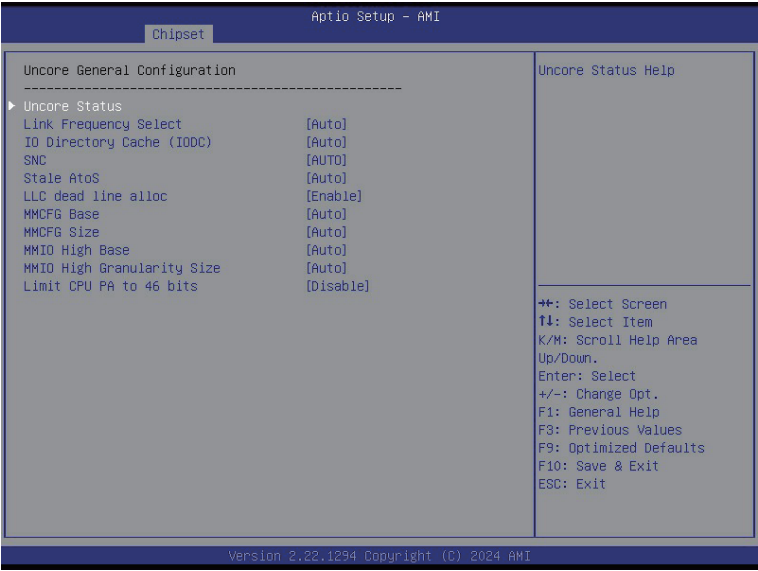 Aptio Setup – AMI
Chipset
Uncore General Configuration
Uncore Status
Link Frequency Select [Auto]
IO Directory Cache (IODC) [Auto]
SNC [AUTO]
Stale AtoS [Auto]
LLC dead line alloc [Enable]
MMCFG Base [Auto]
MMCFG Size [Auto]
MMIO High Base [Auto]
MMIO High Granularity Size [Auto]
Limit CPU PA to 46 bits [Disable]
Uncore Status Help
→←: Select Screen
↑↓: Select Item
K/M: Scroll Help Area
Up/Down.
Enter: Select
+/-: Change Opt.
F1: General Help
F3: Previous Values
F9: Optimized Defaults
F10: Save & Exit
ESC: Exit
Version 2.22.1294 Copyright (C) 2024 AMI